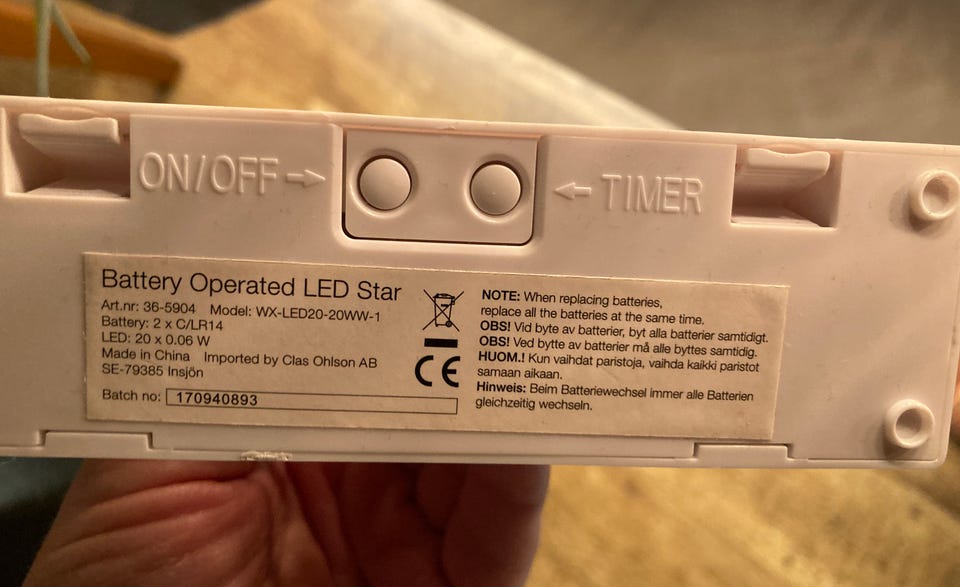 ON/OFF → ← TIMER
Battery Operated LED Star
Art.nr: 36-5904 Model: WX-LED20-20WW-1
Battery: 2 x C/LR14
LED: 20 x 0.06 W
Made in China Imported by Clas Ohlson AB
SE-79385 Insjön
Batch no: 170940893
CE
NOTE: When replacing batteries,
replace all the batteries at the same time.
OBS! Vid byte av batterier, byt alla batterier samtidigt.
OBS! Ved bytte av batterier må alle byttes samtidig.
HUOM.! Kun vaihdat paristoja, vaihda kaikki paristot
samaan aikaan.
Hinweis: Beim Batteriewechsel immer alle Batterien
gleichzeitig wechseln.